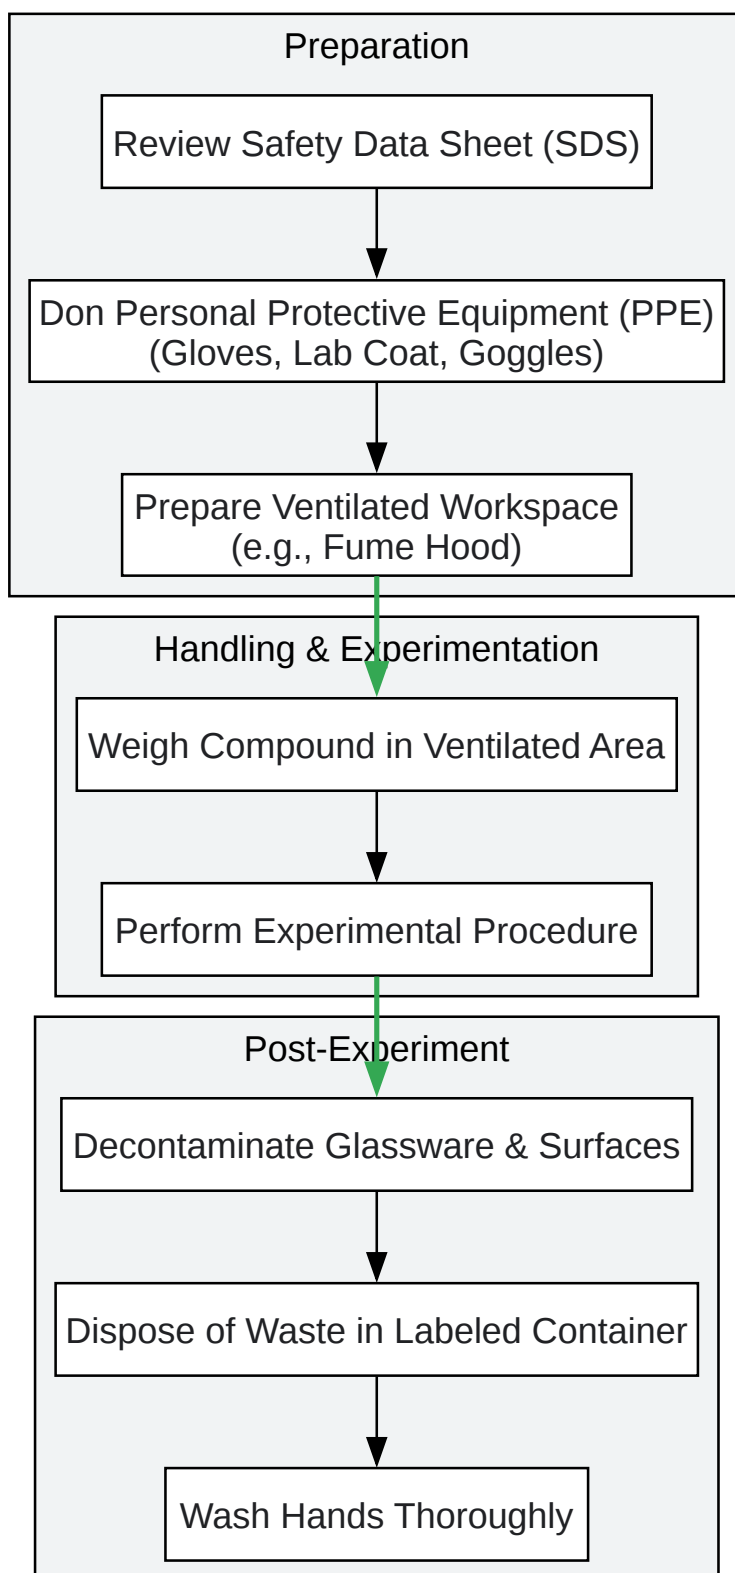 Preparation
Review Safety Data Sheet (SDS)
Don Personal Protective Equipment (PPE)
(Gloves, Lab Coat, Goggles)
Prepare Ventilated Workspace
(e.g., Fume Hood)
Handling & Experimentation
Weigh Compound in Ventilated Area
Perform Experimental Procedure
Post-Experiment
Decontaminate Glassware & Surfaces
Dispose of Waste in Labeled Container
Wash Hands Thoroughly